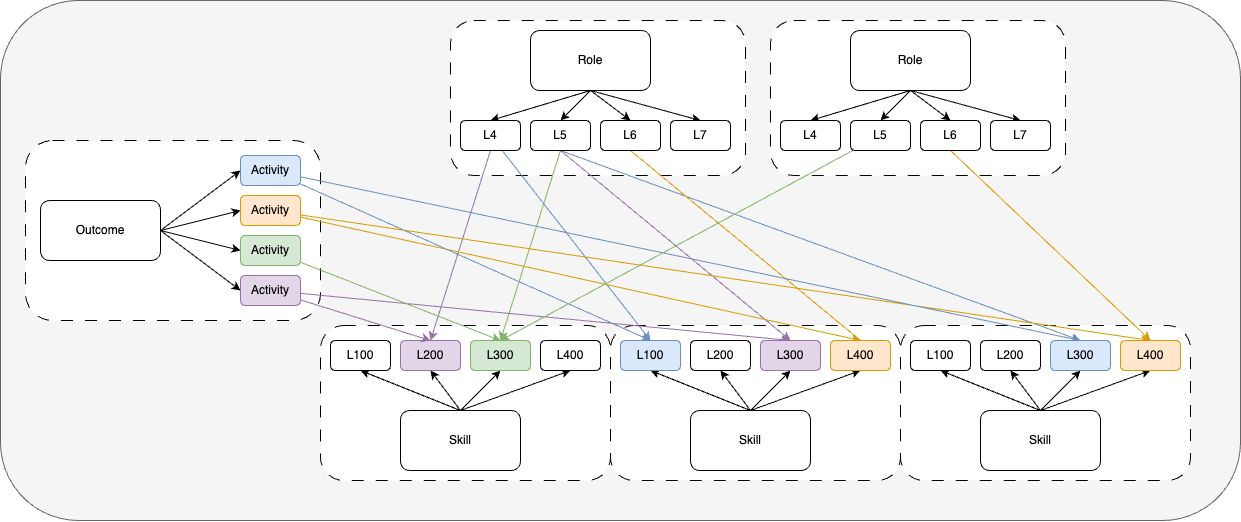 Role
Role
L4
L5
L6
L7
L4
L5
L6
L7
Activity
Activity
Outcome
Activity
Activity
L100
L200
L300
L400
L100
L200
L300
L400
L100
L200
L300
L400
Skill
Skill
Skill